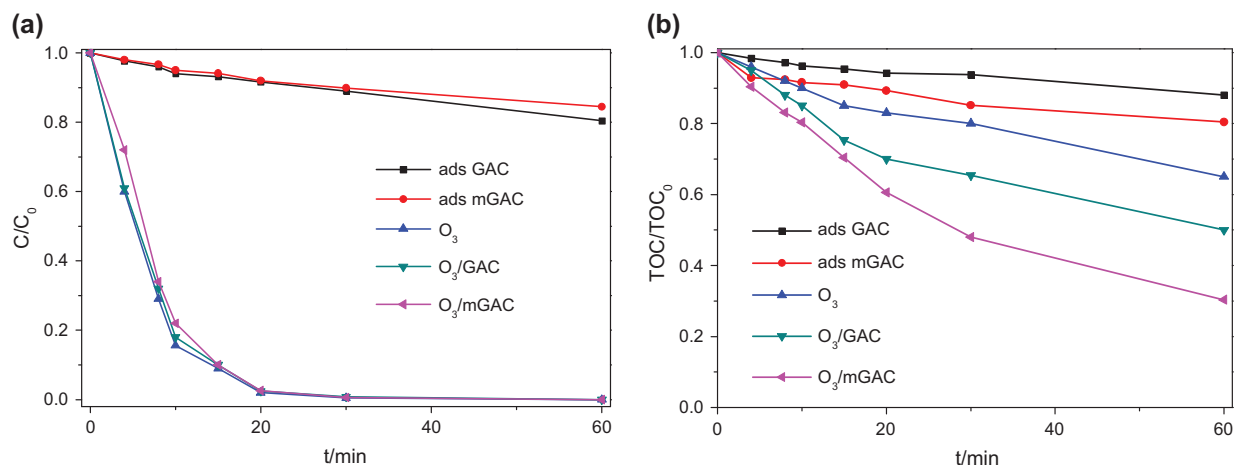 (a)
1.0
0.8
0.6
0.4
0.2
0.0
C/C₀
0
20
40
60
t/min
ads GAC
ads mGAC
O₃
O₃/GAC
O₃/mGAC
(b)
1.0
0.8
0.6
0.4
0.2
0.0
TOC/TOC₀
0
20
40
60
t/min
ads GAC
ads mGAC
O₃
O₃/GAC
O₃/mGAC